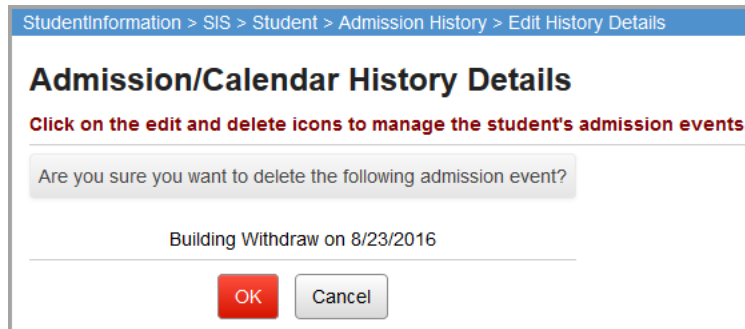 StudentInformation > SIS > Student > Admission History > Edit History Details
Admission/Calendar History Details
Click on the edit and delete icons to manage the student's admission events
Are you sure you want to delete the following admission event?
Building Withdraw on 8/23/2016
OK Cancel